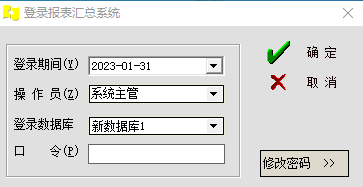 登录报表汇总系统
登录期间(Y) 2023-01-31
操 作 员(Z) 系统主管
登录数据库 新数据库1
口 令(P)
确 定
取 消
修改密码 >>